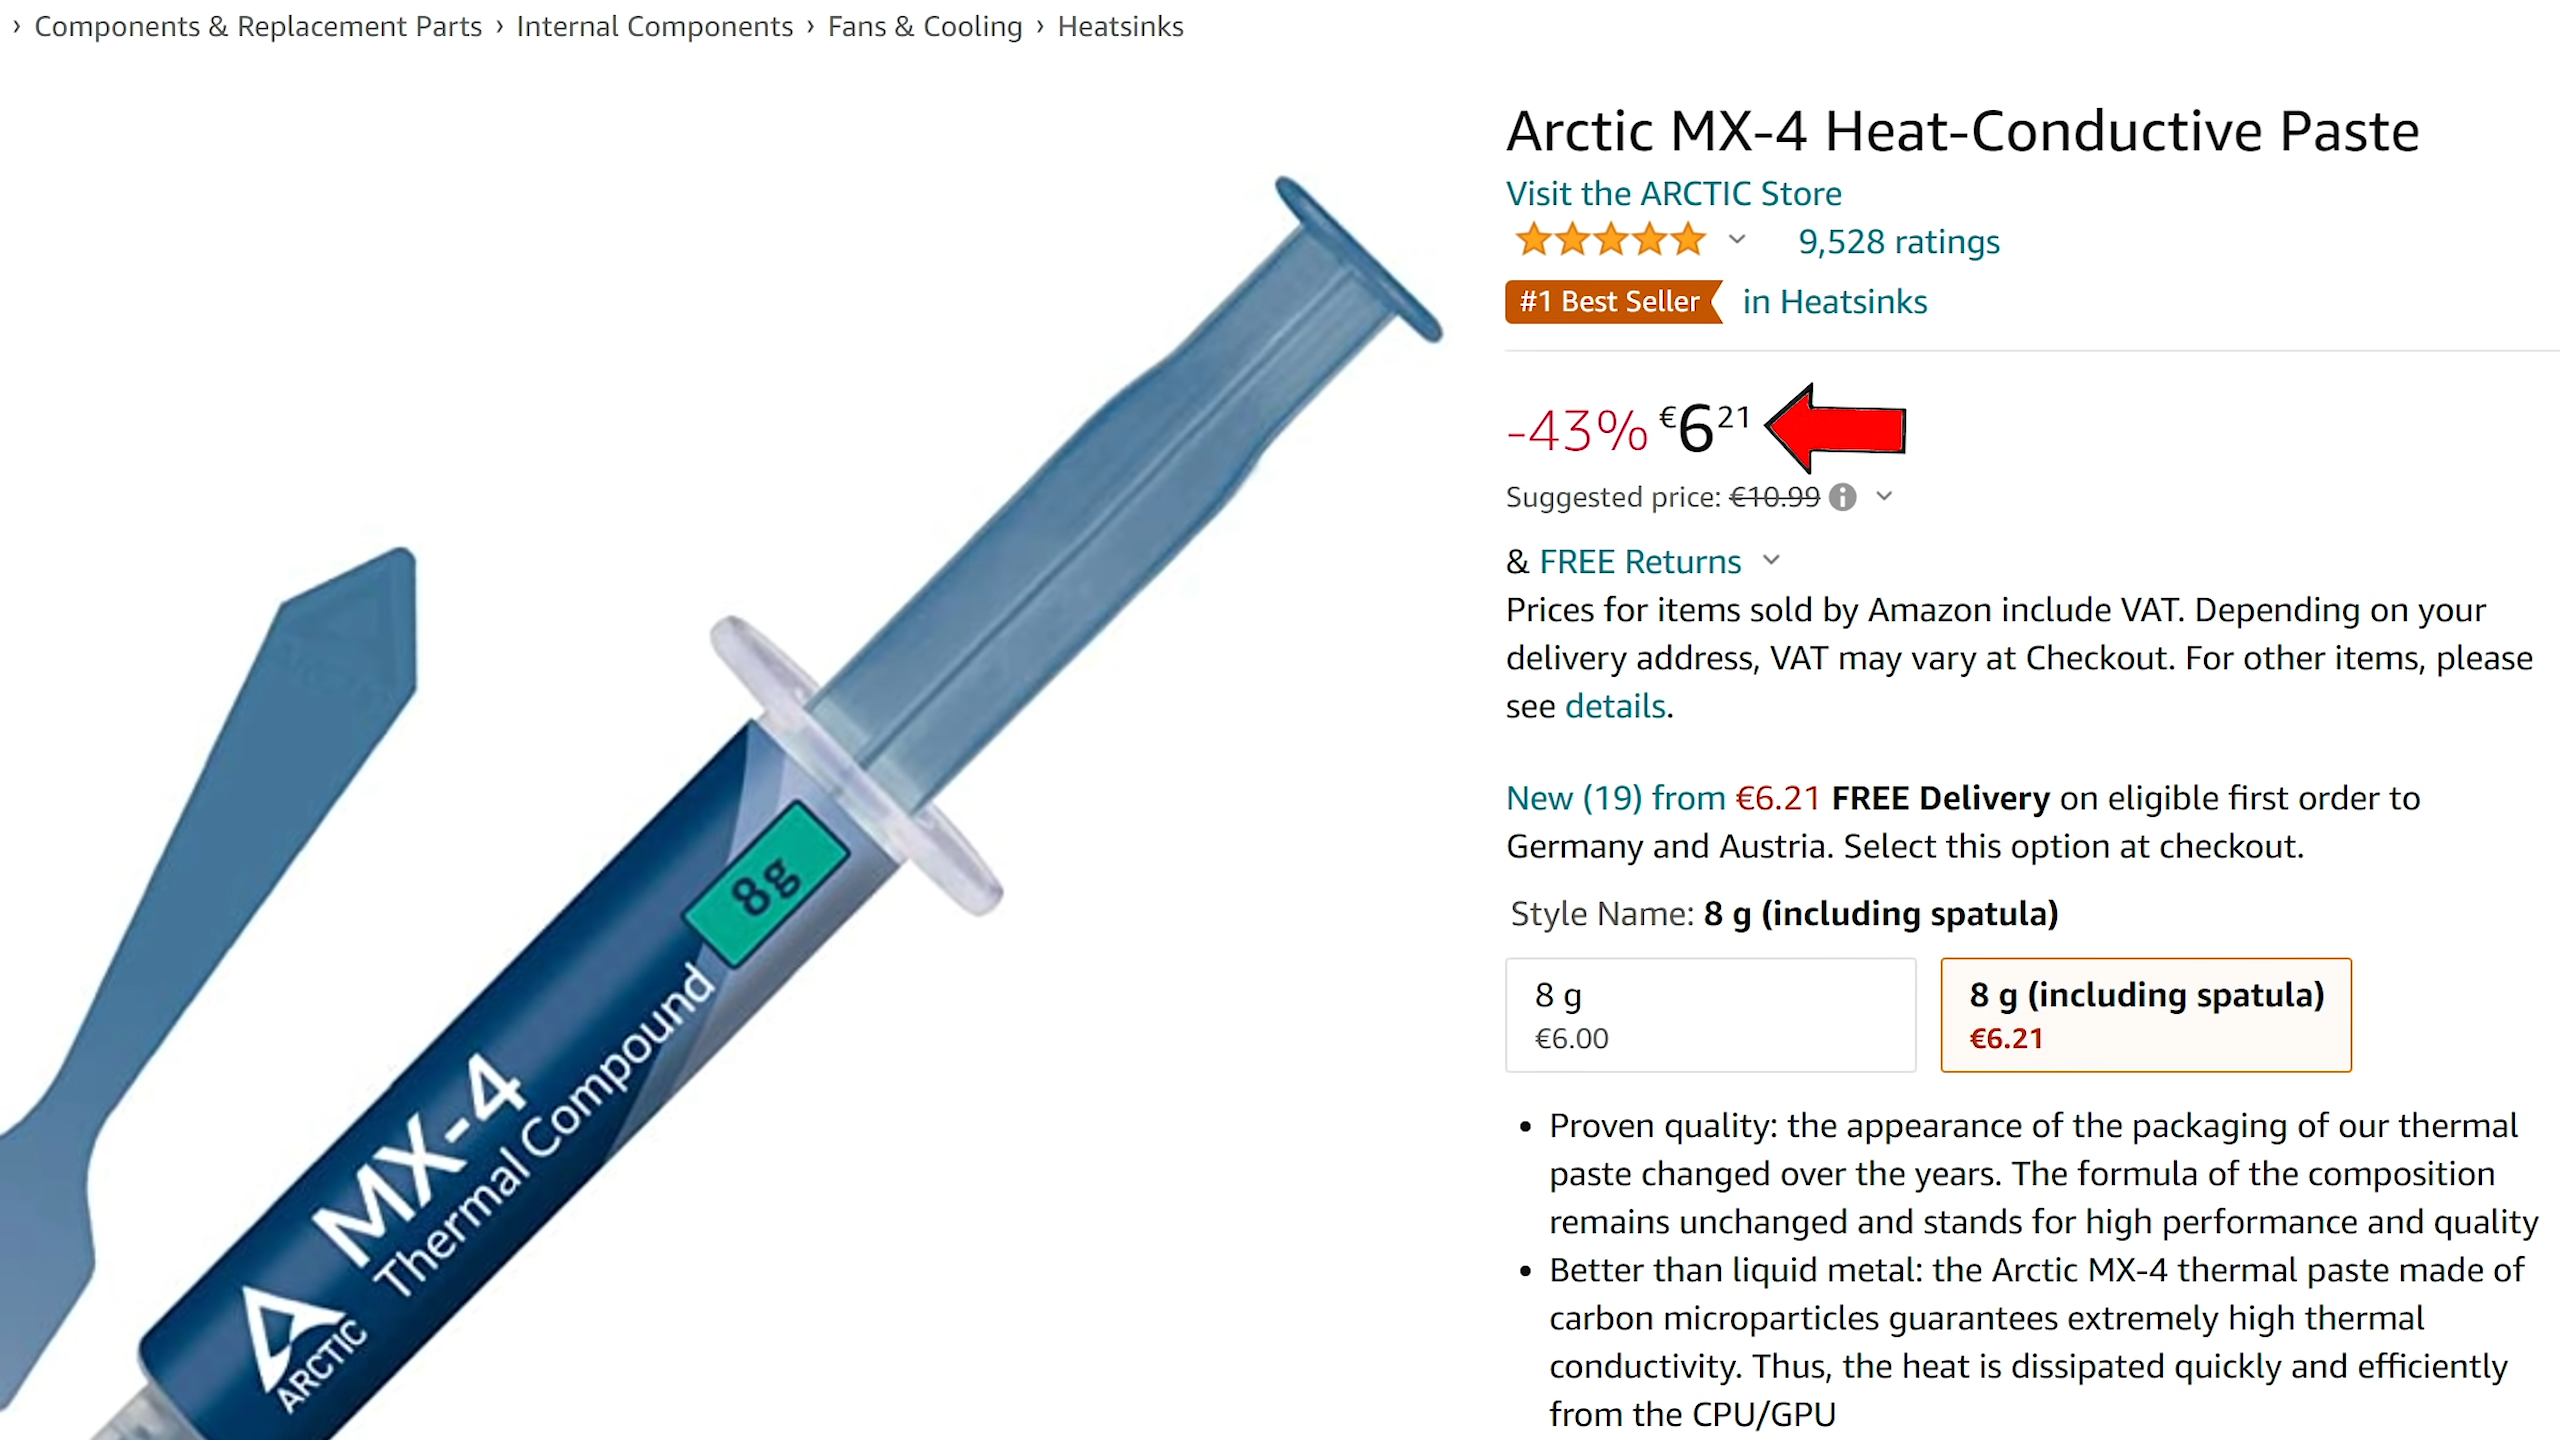 › Components & Replacement Parts › Internal Components › Fans & Cooling › Heatsinks
Arctic MX-4 Heat-Conductive Paste
Visit the ARCTIC Store
9,528 ratings
#1 Best Seller in Heatsinks
-43% €6 21
Suggested price: €10.99
& FREE Returns
Prices for items sold by Amazon include VAT. Depending on your
delivery address, VAT may vary at Checkout. For other items, please
see details.
New (19) from €6.21 FREE Delivery on eligible first order to
Germany and Austria. Select this option at checkout.
Style Name: 8 g (including spatula)
8 g
€6.00
8 g (including spatula)
€6.21
• Proven quality: the appearance of the packaging of our thermal
paste changed over the years. The formula of the composition
remains unchanged and stands for high performance and quality
• Better than liquid metal: the Arctic MX-4 thermal paste made of
carbon microparticles guarantees extremely high thermal
conductivity. Thus, the heat is dissipated quickly and efficiently
from the CPU/GPU
8g
MX-4
Thermal Compound
ARCTIC